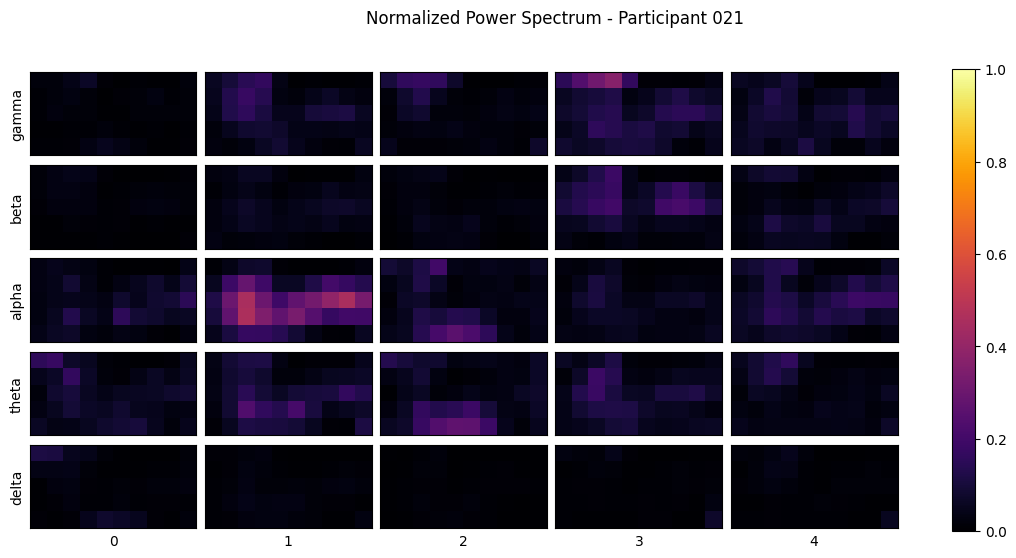 Normalized Power Spectrum - Participant 021
gamma
beta
alpha
theta
delta
0 1 2 3 4
1.0
0.8
0.6
0.4
0.2
0.0